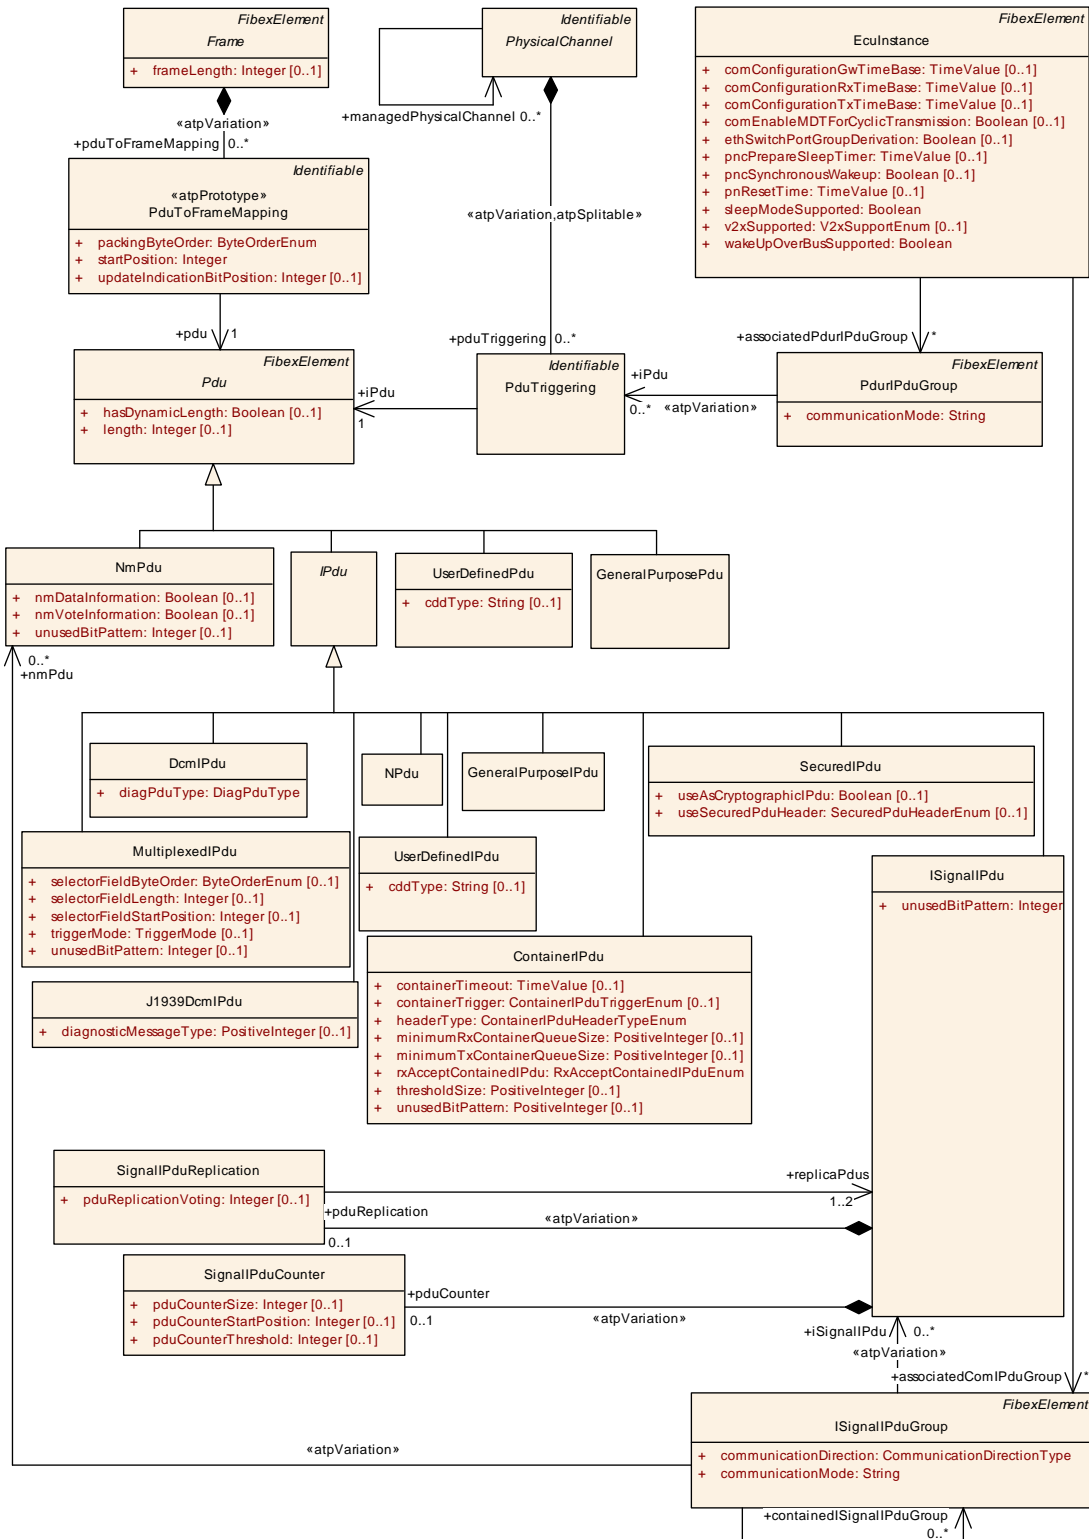 FibexElement
Frame
+ frameLength: Integer [0..1]
«atpVariation»
+pduToFrameMapping 0..*
Identifiable
«atpPrototype»
PduToFrameMapping
+ packingByteOrder: ByteOrderEnum
+ startPosition: Integer
+ updateIndicationBitPosition: Integer [0..1]
+pdu 1
Identifiable
PhysicalChannel
+managedPhysicalChannel 0..*
«atpVariation,atpSplitable»
+pduTriggering 0..*
FibexElement
EcuInstance
+ comConfigurationGwTimeBase: TimeValue [0..1]
+ comConfigurationRxTimeBase: TimeValue [0..1]
+ comConfigurationTxTimeBase: TimeValue [0..1]
+ comEnableMDTForCyclicTransmission: Boolean [0..1]
+ ethSwitchPortGroupDerivation: Boolean [0..1]
+ pncPrepareSleepTimer: TimeValue [0..1]
+ pncSynchronousWakeup: Boolean [0..1]
+ pnResetTime: TimeValue [0..1]
+ sleepModeSupported: Boolean
+ v2xSupported: V2xSupportEnum [0..1]
+ wakeUpOverBusSupported: Boolean
+associatedPdurIPduGroup *
FibexElement
Pdu
+ hasDynamicLength: Boolean [0..1]
+ length: Integer [0..1]
+iPdu
1
Identifiable
PduTriggering
+iPdu
0..* «atpVariation»
FibexElement
PdurIPduGroup
+ communicationMode: String
NmPdu
+ nmDataInformation: Boolean [0..1]
+ nmVoteInformation: Boolean [0..1]
+ unusedBitPattern: Integer [0..1]
0..*
+nmPdu
IPdu
UserDefinedPdu
+ cddType: String [0..1]
GeneralPurposePdu
DcmIPdu
+ diagPduType: DiagPduType
NPdu
GeneralPurposeIPdu
SecuredIPdu
+ useAsCryptographicIPdu: Boolean [0..1]
+ useSecuredPduHeader: SecuredPduHeaderEnum [0..1]
MultiplexedIPdu
+ selectorFieldByteOrder: ByteOrderEnum [0..1]
+ selectorFieldLength: Integer [0..1]
+ selectorFieldStartPosition: Integer [0..1]
+ triggerMode: TriggerMode [0..1]
+ unusedBitPattern: Integer [0..1]
UserDefinedIPdu
+ cddType: String [0..1]
ISignalIPdu
+ unusedBitPattern: Integer
ContainerIPdu
+ containerTimeout: TimeValue [0..1]
+ containerTrigger: ContainerIPduTriggerEnum [0..1]
+ headerType: ContainerIPduHeaderTypeEnum
+ minimumRxContainerQueueSize: PositiveInteger [0..1]
+ minimumTxContainerQueueSize: PositiveInteger [0..1]
+ rxAcceptContainedIPdu: RxAcceptContainedIPduEnum
+ thresholdSize: PositiveInteger [0..1]
+ unusedBitPattern: PositiveInteger [0..1]
J1939DcmIPdu
+ diagnosticMessageType: PositiveInteger [0..1]
SignalIPduReplication
+ pduReplicationVoting: Integer [0..1]
+replicaPdus
1..2
+pduReplication
«atpVariation»
0..1
SignalIPduCounter
+ pduCounterSize: Integer [0..1]
+ pduCounterStartPosition: Integer [0..1]
+ pduCounterThreshold: Integer [0..1]
+pduCounter
0..1
«atpVariation»
+iSignalIPdu 0..*
«atpVariation»
+associatedComIPduGroup *
FibexElement
ISignalIPduGroup
+ communicationDirection: CommunicationDirectionType
+ communicationMode: String
«atpVariation»
+containedISignalIPduGroup
0..*